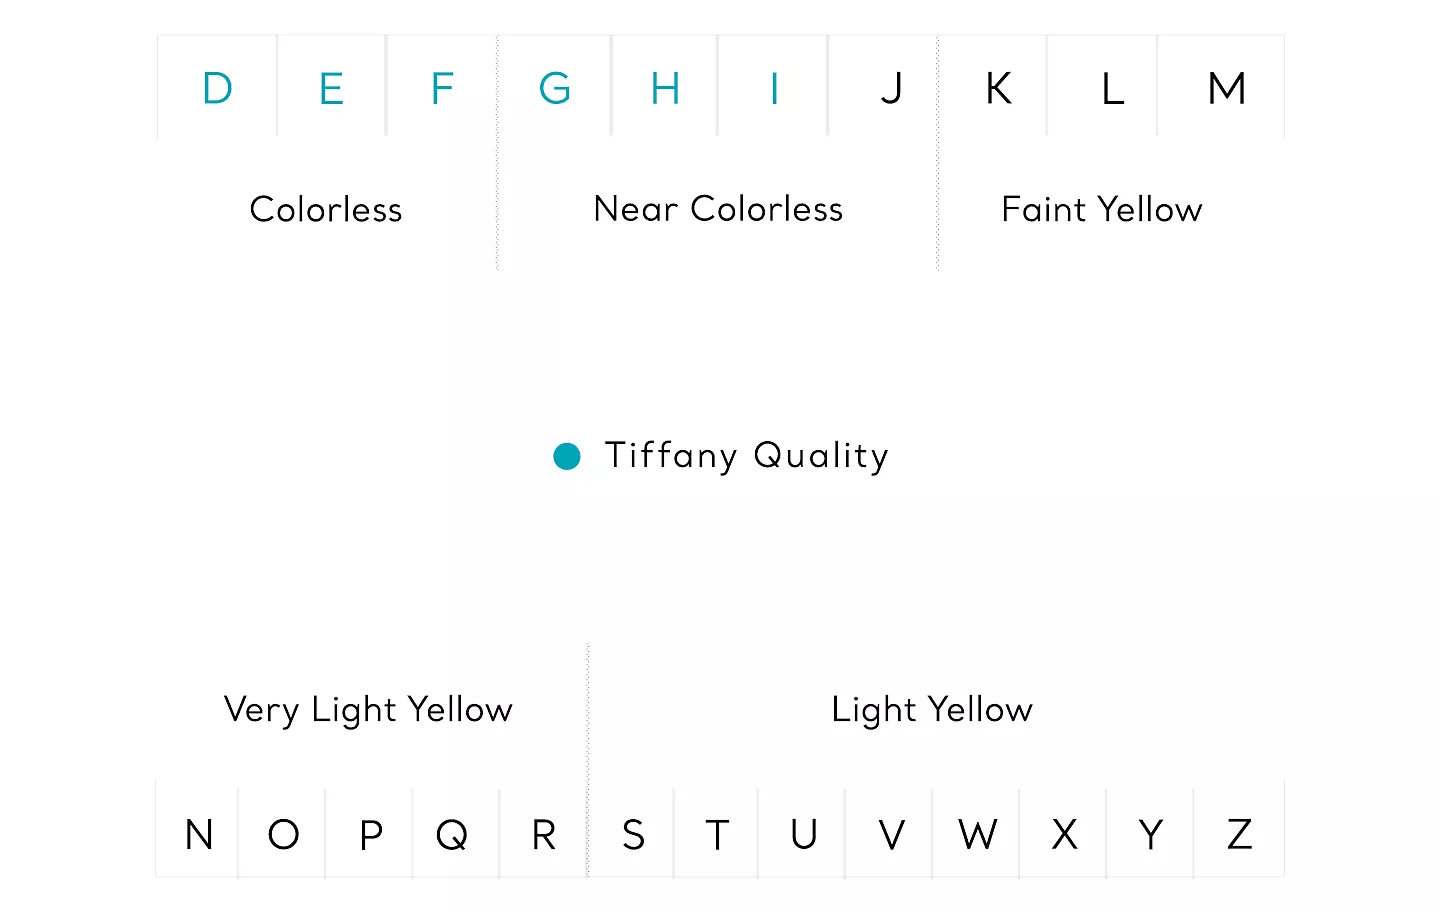 D E F G H I J K L M
Colorless Near Colorless Faint Yellow
Tiffany Quality
Very Light Yellow Light Yellow
N O P Q R S T U V W X Y Z